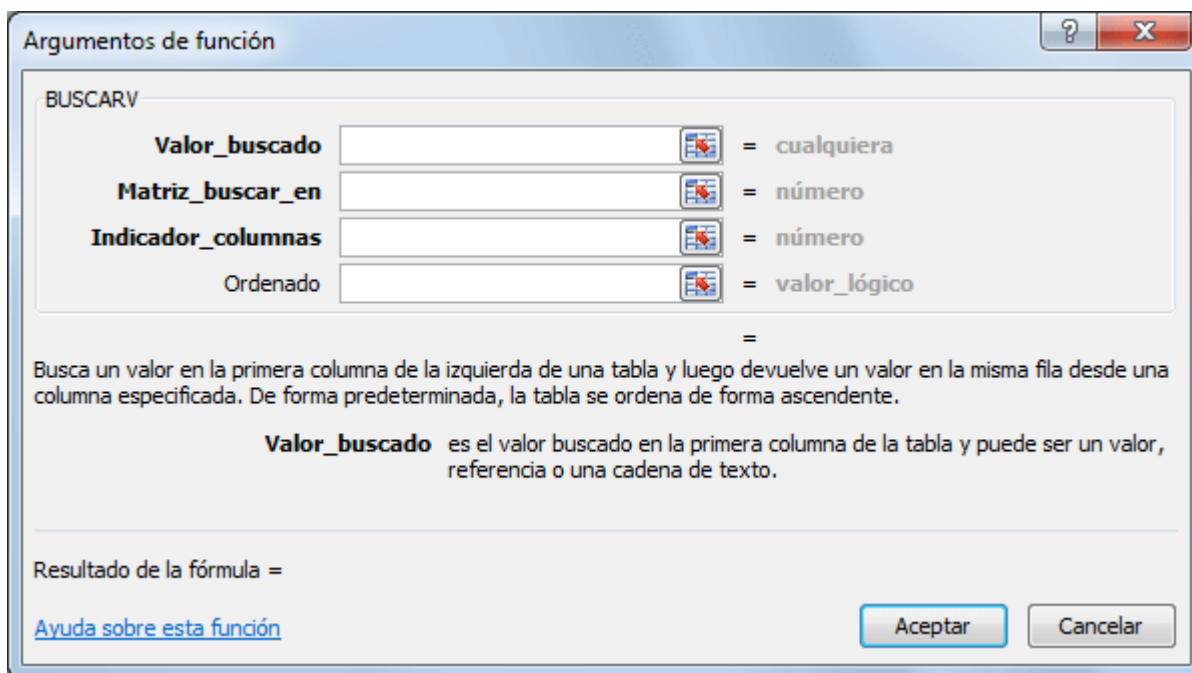 Argumentos de función
BUSCARV
Valor_buscado = cualquiera
Matriz_buscar_en = número
Indicador_columnas = número
Ordenado = valor_lógico
=
Busca un valor en la primera columna de la izquierda de una tabla y luego devuelve un valor en la misma fila desde una
columna especificada. De forma predeterminada, la tabla se ordena de forma ascendente.
Valor_buscado es el valor buscado en la primera columna de la tabla y puede ser un valor,
referencia o una cadena de texto.
Resultado de la fórmula =
Ayuda sobre esta función Aceptar Cancelar